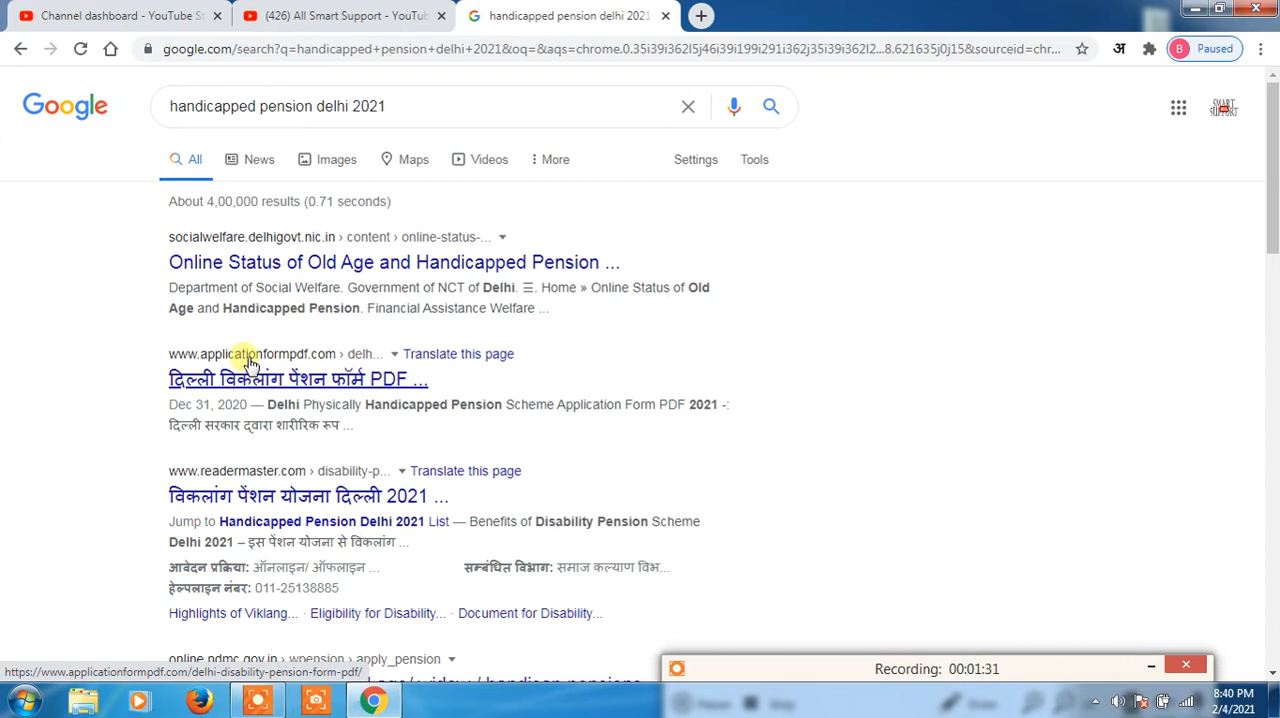 Channel dashboard - YouTube St
(426) All Smart Support - YouTub
handicapped pension delhi 2021
google.com/search?q=handicapped+pension+delhi+2021&oq=&aqs=chrome.0.35i39i362l5j46i39i199i291i362j35i39i362l2...8.621635j0j15&sourceid=chr...
अ
B Paused
Google
handicapped pension delhi 2021
SMART SUPPORT
All News Images Maps Videos More Settings Tools
About 4,00,000 results (0.71 seconds)
socialwelfare.delhigovt.nic.in › content › online-status-...
Online Status of Old Age and Handicapped Pension ...
Department of Social Welfare. Government of NCT of Delhi. ☰. Home » Online Status of Old
Age and Handicapped Pension. Financial Assistance Welfare ...
www.applicationformpdf.com › delh... Translate this page
दिल्ली विकलांग पेंशन फॉर्म PDF ...
Dec 31, 2020 — Delhi Physically Handicapped Pension Scheme Application Form PDF 2021 -:
दिल्ली सरकार द्वारा शारीरिक रूप ...
www.readermaster.com › disability-p... Translate this page
विकलांग पेंशन योजना दिल्ली 2021 ...
Jump to Handicapped Pension Delhi 2021 List — Benefits of Disability Pension Scheme
Delhi 2021 – इस पेंशन योजना से विकलांग ...
आवेदन प्रक्रिया: ऑनलाइन/ ऑफलाइन ... सम्बंधित विभाग: समाज कल्याण विभ...
हेल्पलाइन नंबर: 011-25138885
Highlights of Viklang... · Eligibility for Disability... · Document for Disability...
online.ndmc.gov.in › wpension › apply_pension
https://www.applicationformpdf.com/delhi-disability-pension-form-pdf/
Recording: 00:01:31
Pause Stop Draw
8:40 PM
2/4/2021